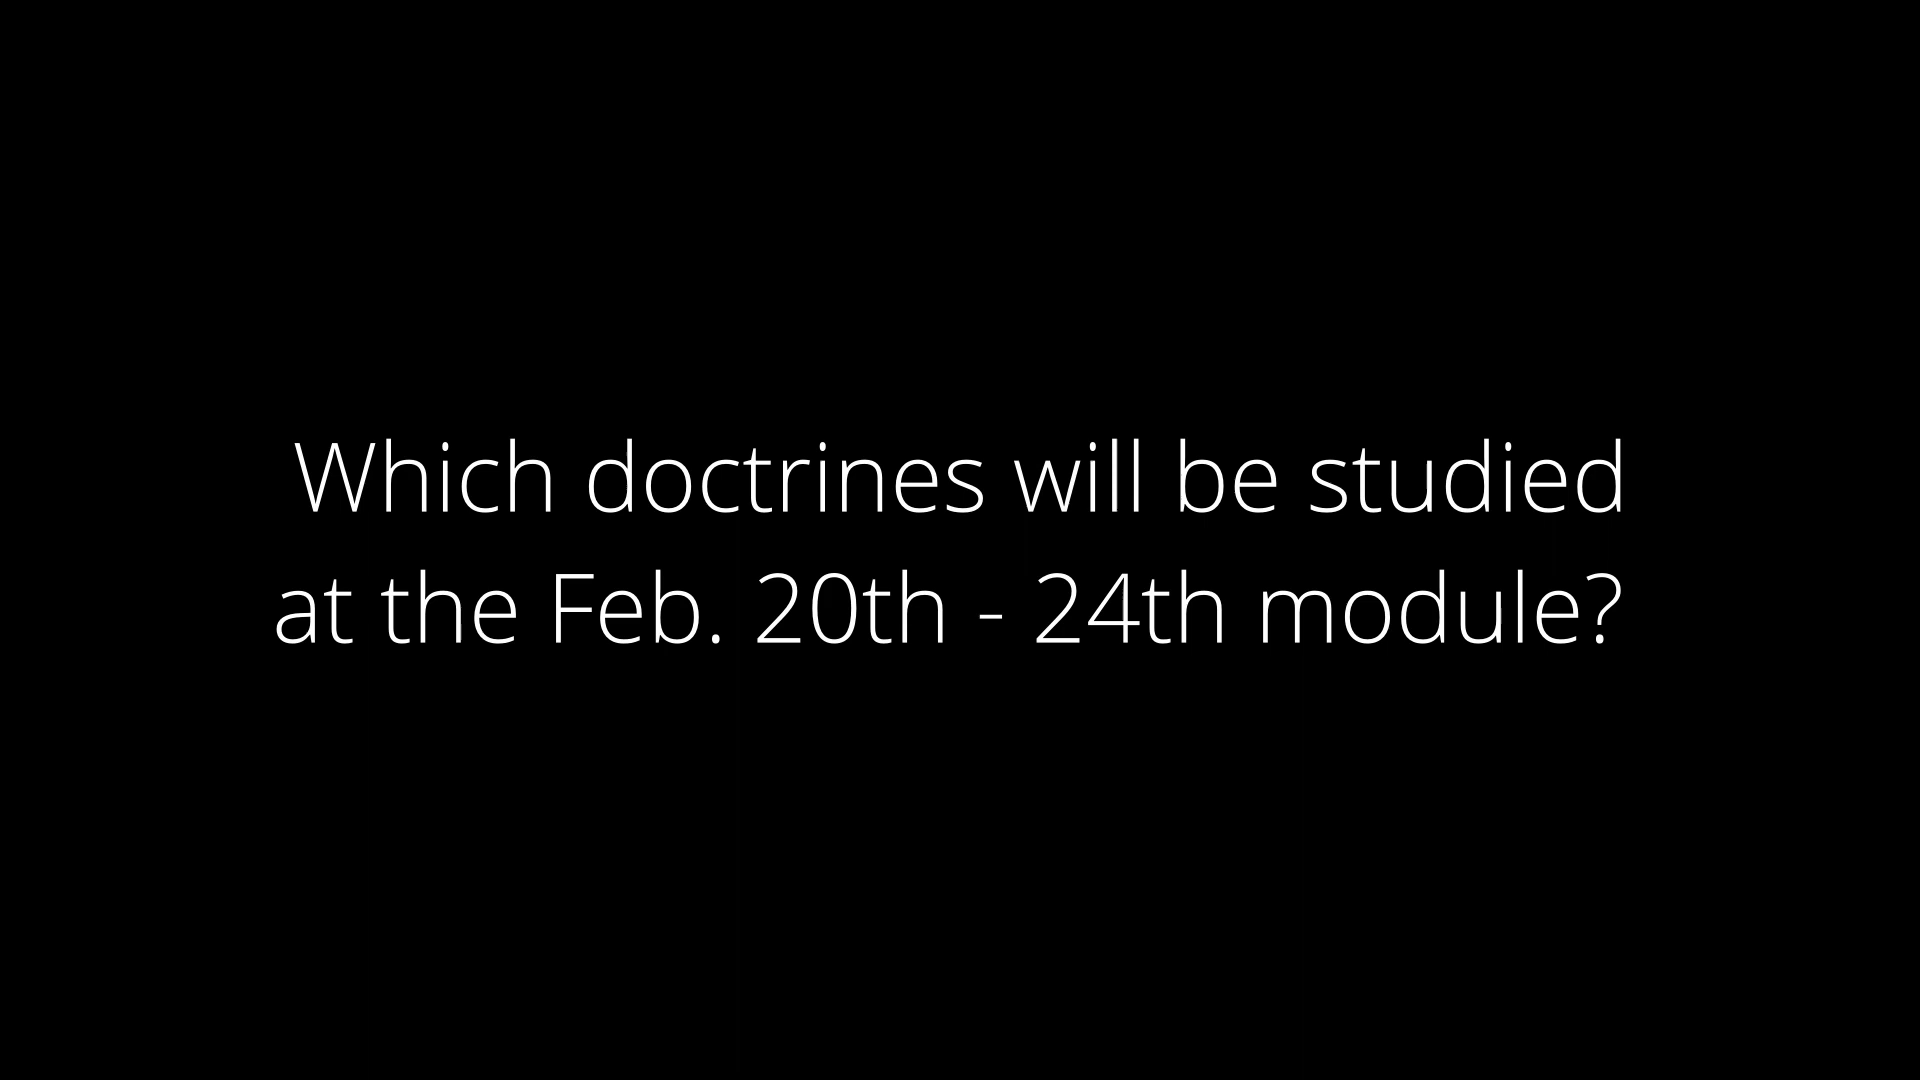 Which doctrines will be studied
at the Feb. 20th - 24th module?